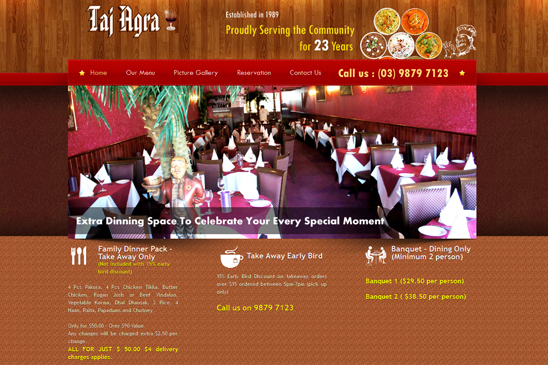 Taj Agra
Established in 1989
Proudly Serving the Community
for 23 Years
Home Our Menu Picture Gallery Reservation Contact Us Call us : (03) 9879 7123
Extra Dinning Space To Celebrate Your Every Special Moment
Family Dinner Pack -
Take Away Only
(Not included with 15% early
bird discount)
4 Pcs Pakora, 4 Pcs Chicken Tikka, Butter
Chicken, Rogan Josh or Beef Vindaloo,
Vegetable Korma, Dhal Dhansak, 2 Rice, 4
Naan, Raita, Papadums and Chutney
Only for $50.00 - Over $90 Value.
Any changes will be charged extra $2.50 per
change.
ALL FOR JUST $ 50.00 $4 delivery
charges applies.
Take Away Early Bird
15% Early Bird Discount on takeaway orders
over $35 ordered between 5pm-7pm (pick up
only)
Call us on 9879 7123
Banquet - Dining Only
(Minimum 2 person)
Banquet 1 ($29.50 per person)
Banquet 2 ( $38.50 per person)